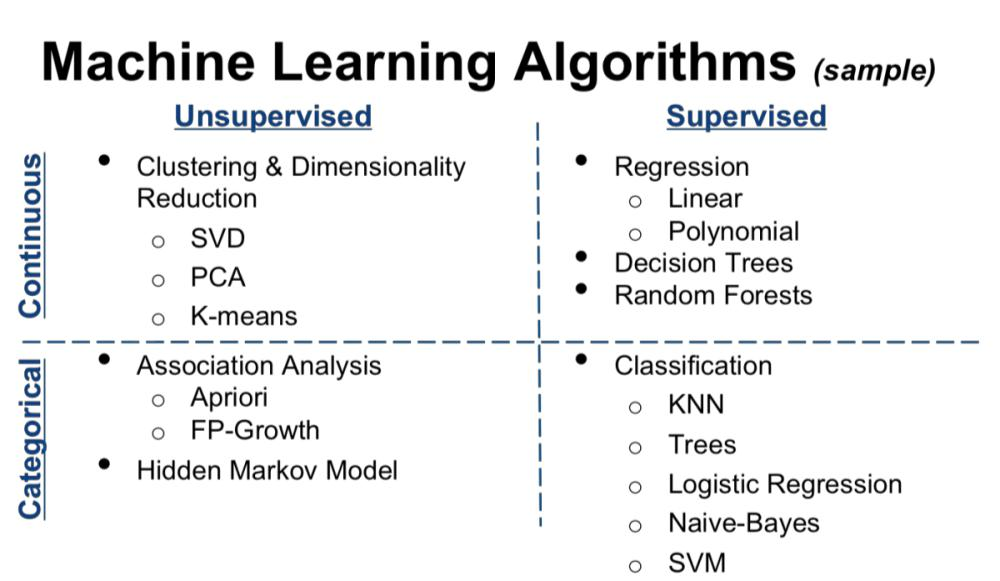 Machine Learning Algorithms (sample)
Unsupervised
Supervised
Continuous
• Clustering & Dimensionality
Reduction
○ SVD
○ PCA
○ K-means
• Regression
○ Linear
○ Polynomial
• Decision Trees
• Random Forests
Categorical
• Association Analysis
○ Apriori
○ FP-Growth
• Hidden Markov Model
• Classification
○ KNN
○ Trees
○ Logistic Regression
○ Naive-Bayes
○ SVM